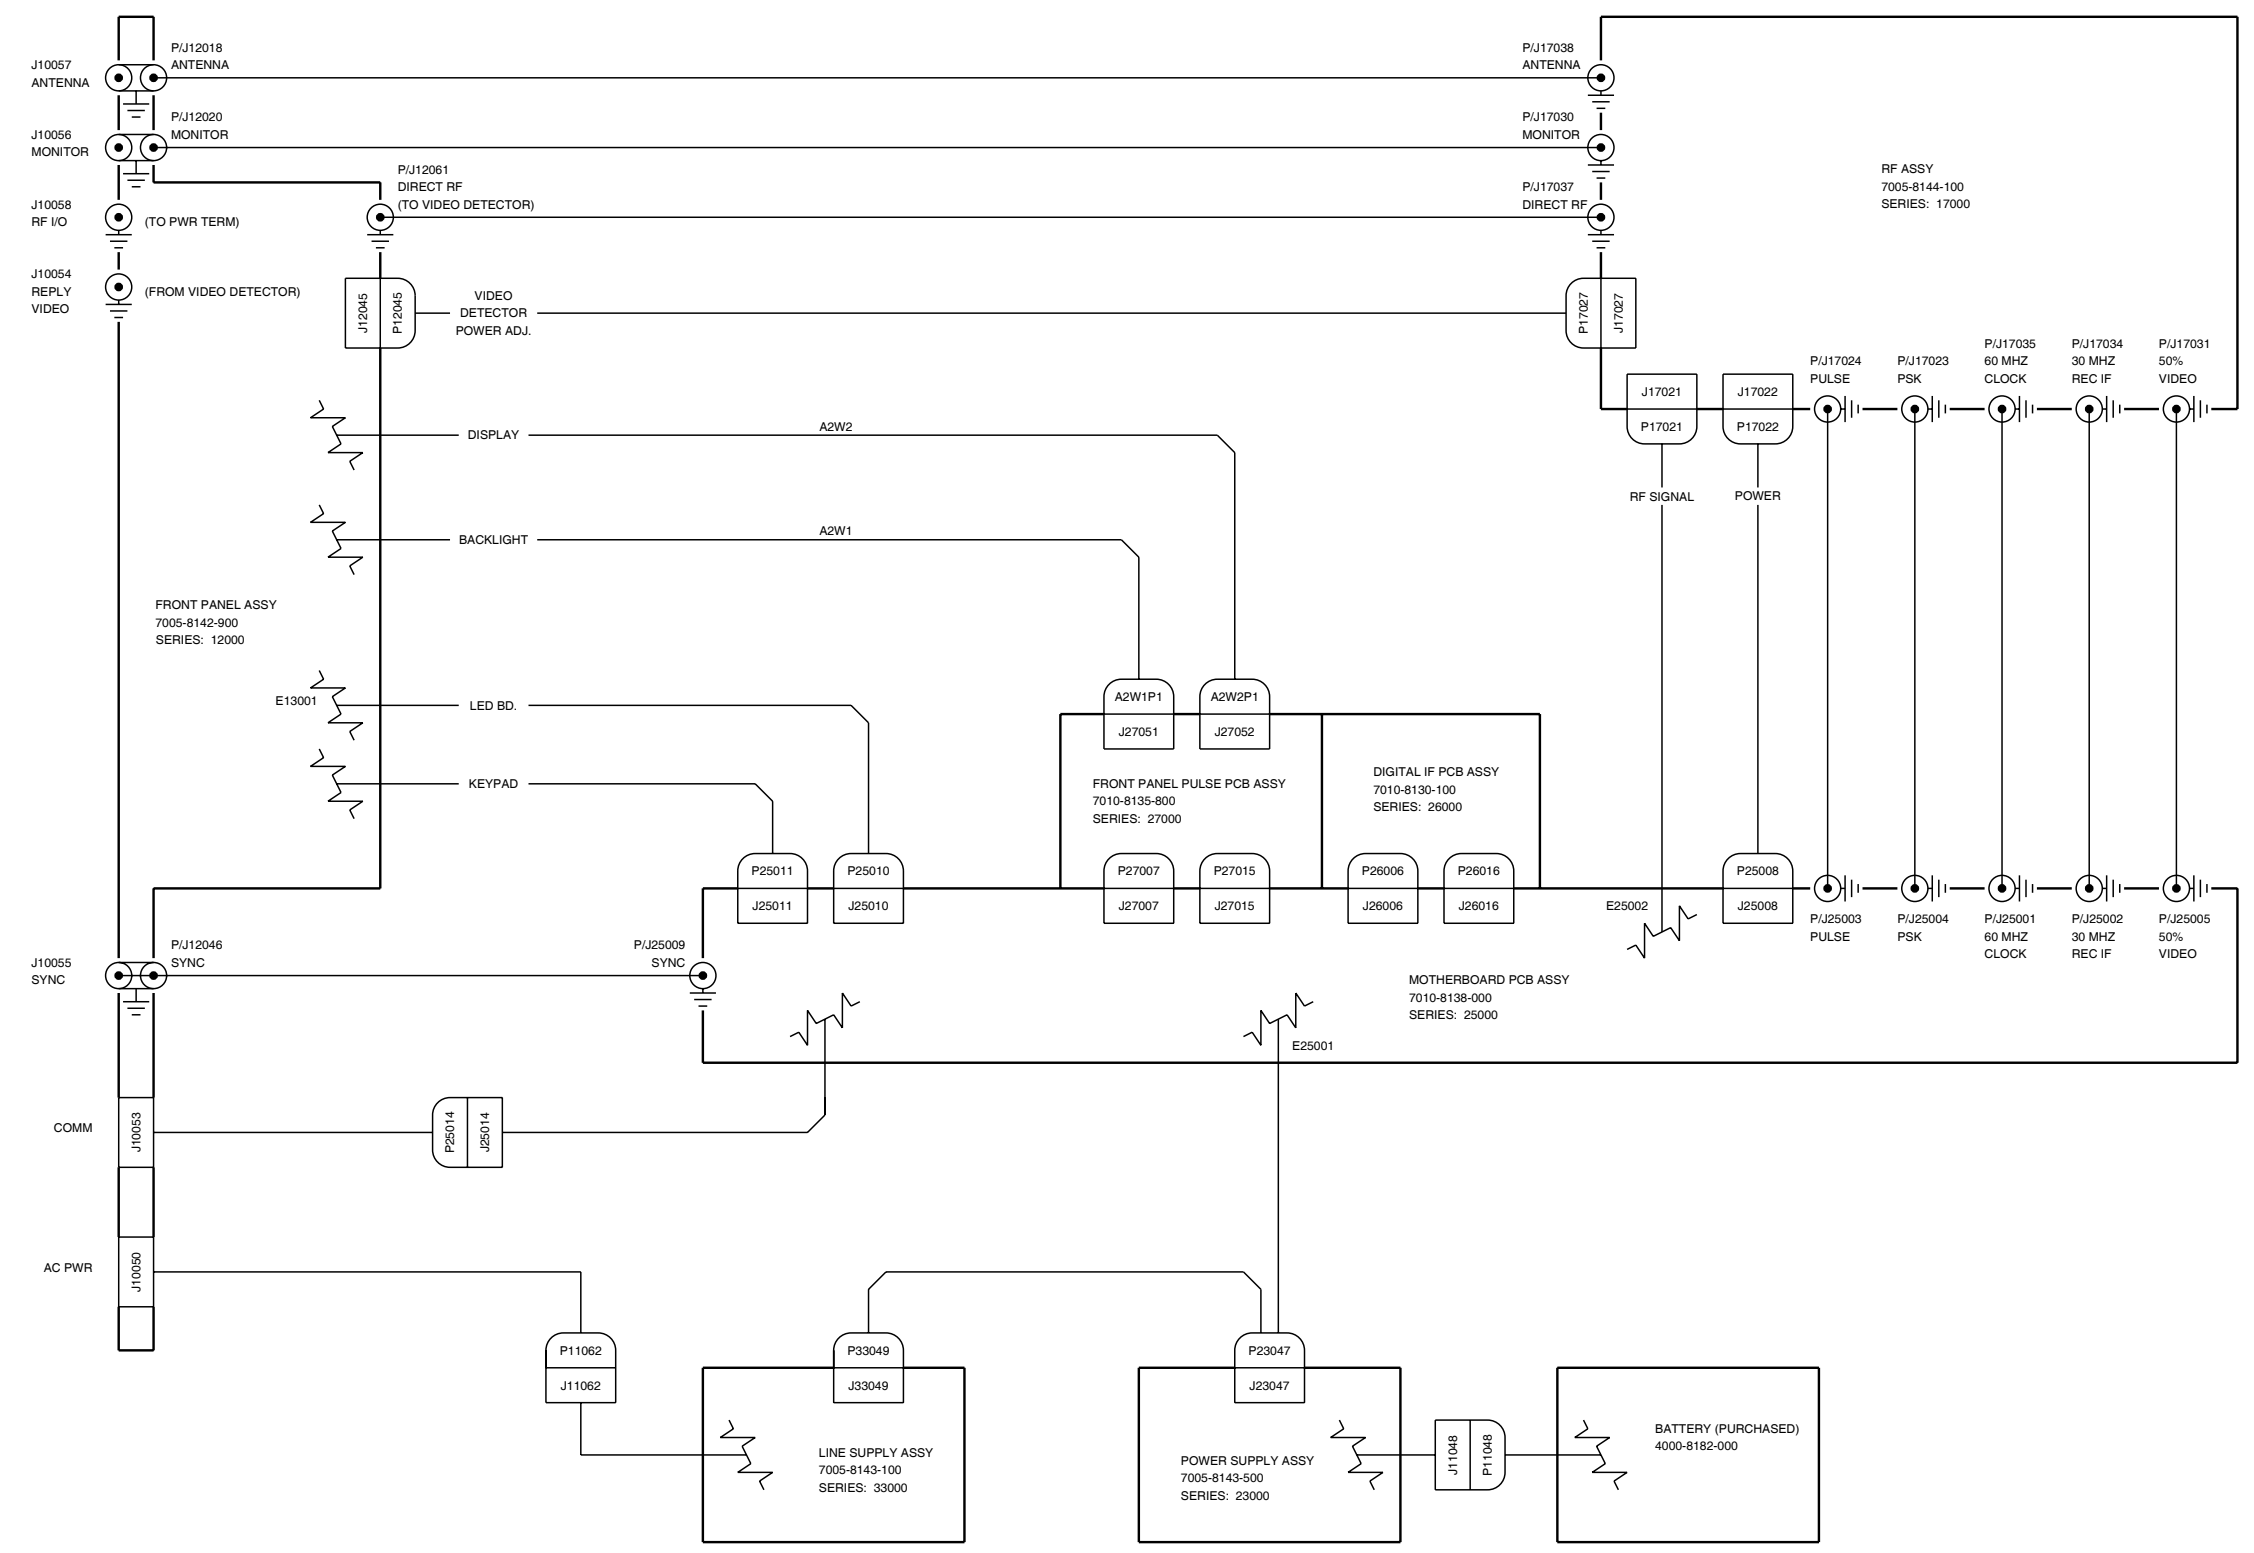 J10057
ANTENNA
P/J12018
ANTENNA
P/J17038
ANTENNA
J10056
MONITOR
P/J12020
MONITOR
P/J17030
MONITOR
J10058
RF I/O
(TO PWR TERM)
P/J12061
DIRECT RF
(TO VIDEO DETECTOR)
P/J17037
DIRECT RF
RF ASSY
7005-8144-100
SERIES:  17000
J10054
REPLY
VIDEO
(FROM VIDEO DETECTOR)
J12045
P12045
VIDEO
DETECTOR
POWER ADJ.
P17027
J17027
J17021
P17021
J17022
P17022
P/J17024
PULSE
P/J17023
PSK
P/J17035
60 MHZ
CLOCK
P/J17034
30 MHZ
REC IF
P/J17031
50%
VIDEO
DISPLAY
A2W2
RF SIGNAL
POWER
BACKLIGHT
A2W1
FRONT PANEL ASSY
7005-8142-900
SERIES:  12000
E13001
LED BD.
KEYPAD
A2W1P1
J27051
A2W2P1
J27052
FRONT PANEL PULSE PCB ASSY
7010-8135-800
SERIES:  27000
DIGITAL IF PCB ASSY
7010-8130-100
SERIES:  26000
P25011
J25011
P25010
J25010
P27007
J27007
P27015
J27015
P26006
J26006
P26016
J26016
E25002
P25008
J25008
P/J25003
PULSE
P/J25004
PSK
P/J25001
60 MHZ
CLOCK
P/J25002
30 MHZ
REC IF
P/J25005
50%
VIDEO
J10055
SYNC
P/J12046
SYNC
P/J25009
SYNC
MOTHERBOARD PCB ASSY
7010-8138-000
SERIES:  25000
E25001
COMM
J10053
P25014
J25014
AC PWR
J10050
P11062
J11062
P33049
J33049
P23047
J23047
LINE SUPPLY ASSY
7005-8143-100
SERIES:  33000
POWER SUPPLY ASSY
7005-8143-500
SERIES:  23000
J11048
P11048
BATTERY (PURCHASED)
4000-8182-000